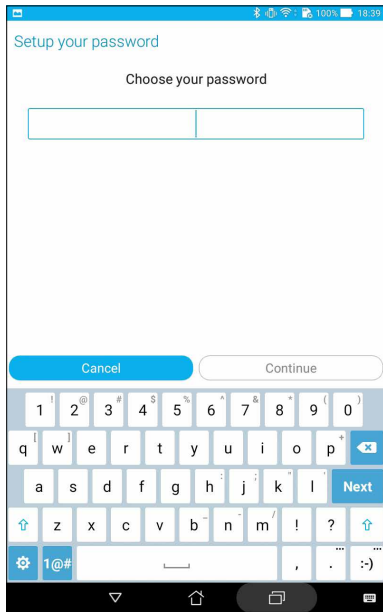 100% 18:39
Setup your password
Choose your password
Cancel Continue
! @ # $ % ^ & * ( )
1 2 3 4 5 6 7 8 9 0
[ ] +
q w e r t y u i o p
: ; " '
a s d f g h j k l Next
_ - /
z x c v b n m ! ?
... ...
1@# , . :-)